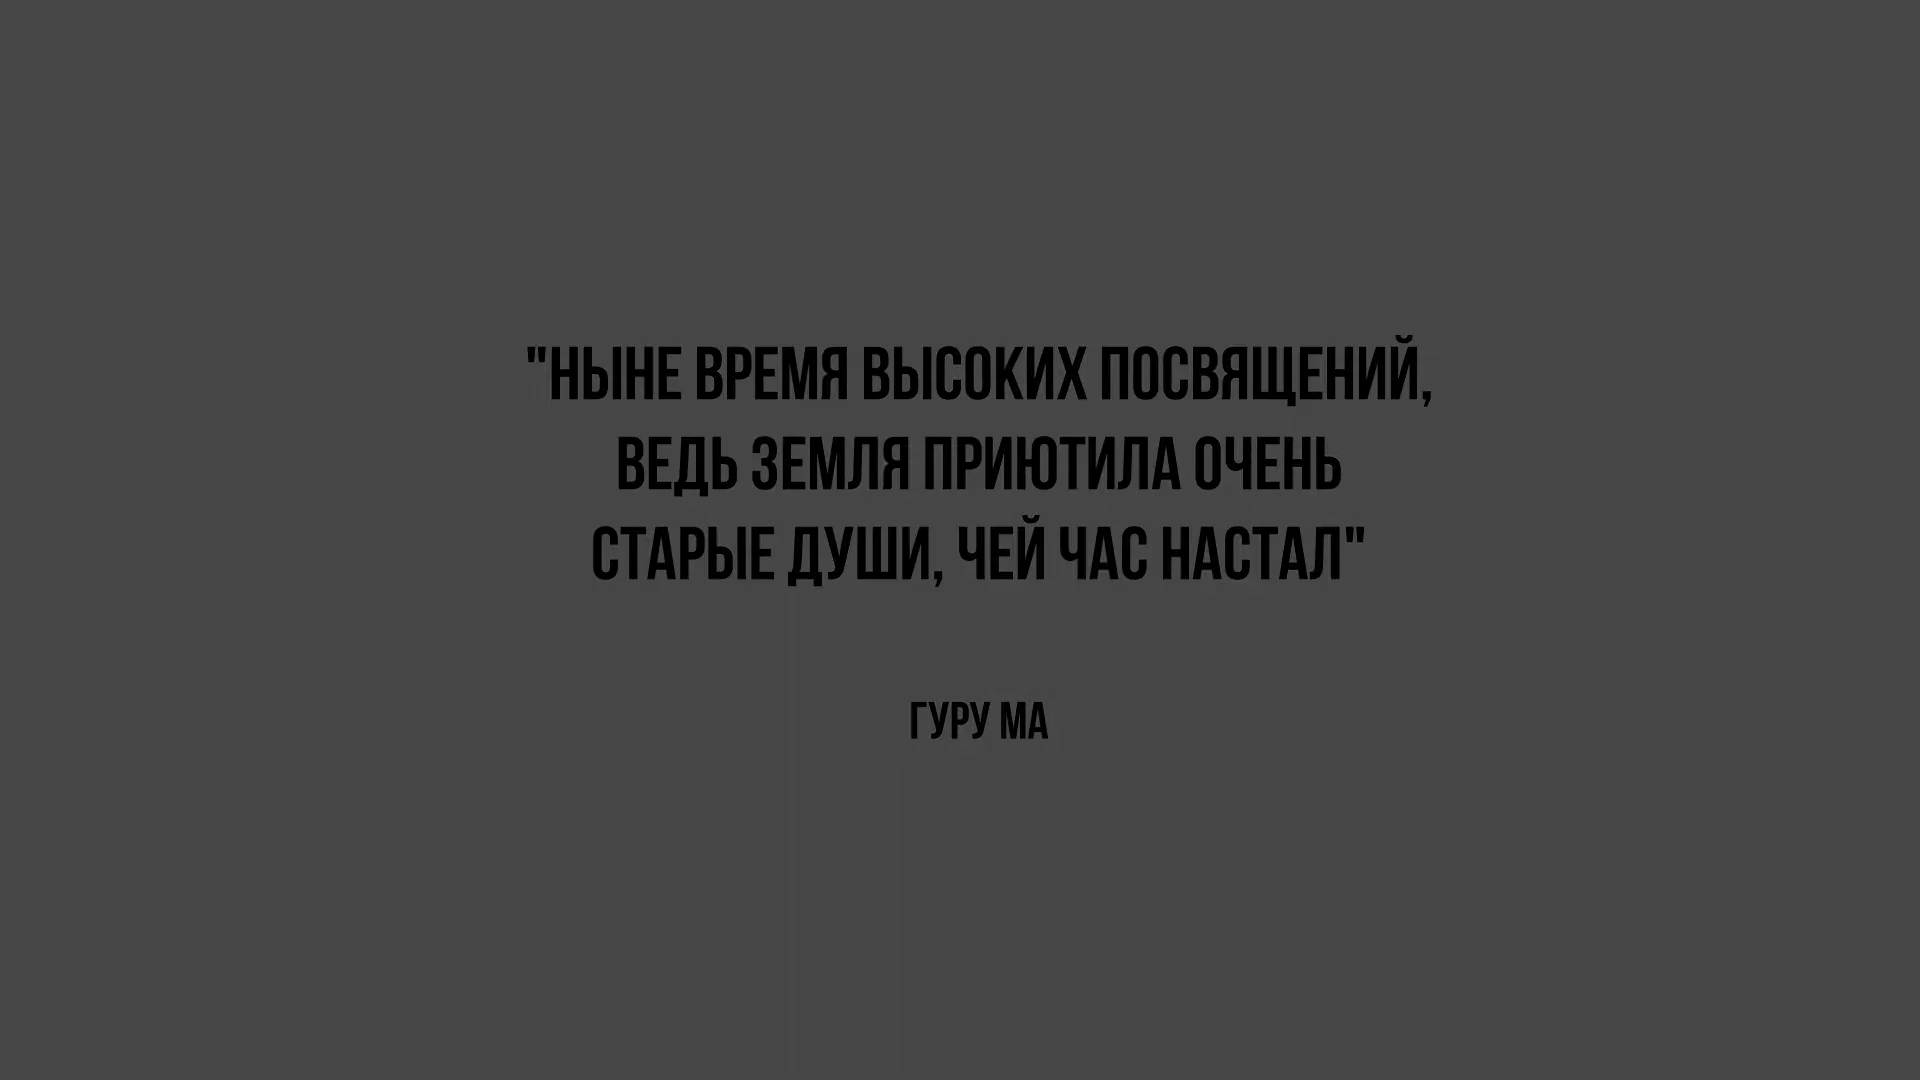 "НЫНЕ ВРЕМЯ ВЫСОКИХ ПОСВЯЩЕНИЙ,
ВЕДЬ ЗЕМЛЯ ПРИЮТИЛА ОЧЕНЬ
СТАРЫЕ ДУШИ, ЧЕЙ ЧАС НАСТАЛ"
ГУРУ МА